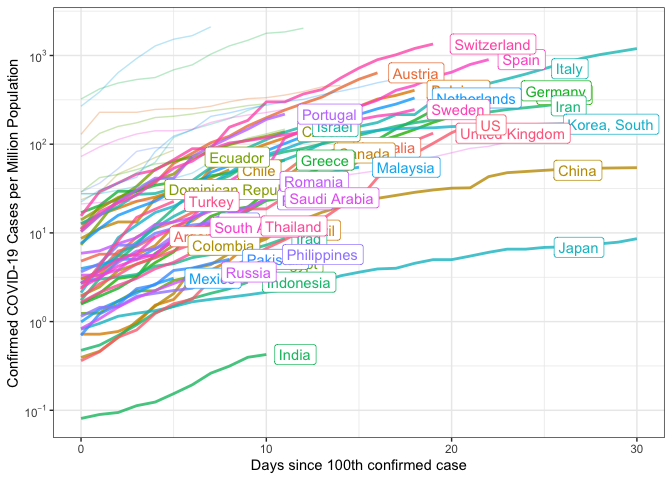 10³
10²
10¹
10⁰
10⁻¹
Confirmed COVID-19 Cases per Million Population
Switzerland
Spain
Austria
Italy
Netherlands
Germany
Portugal
Sweden
Iran
Israel
US
Korea, South
Kingdom
Canada
Ecuador
Greece
Malaysia
Chile
China
Romania
Dominican Repu
Saudi Arabia
Turkey
South A
Thailand
Colombia
Iraq
Japan
Pakis
Philippines
Mexico
Russia
Indonesia
India
0
10
20
30
Days since 100th confirmed case